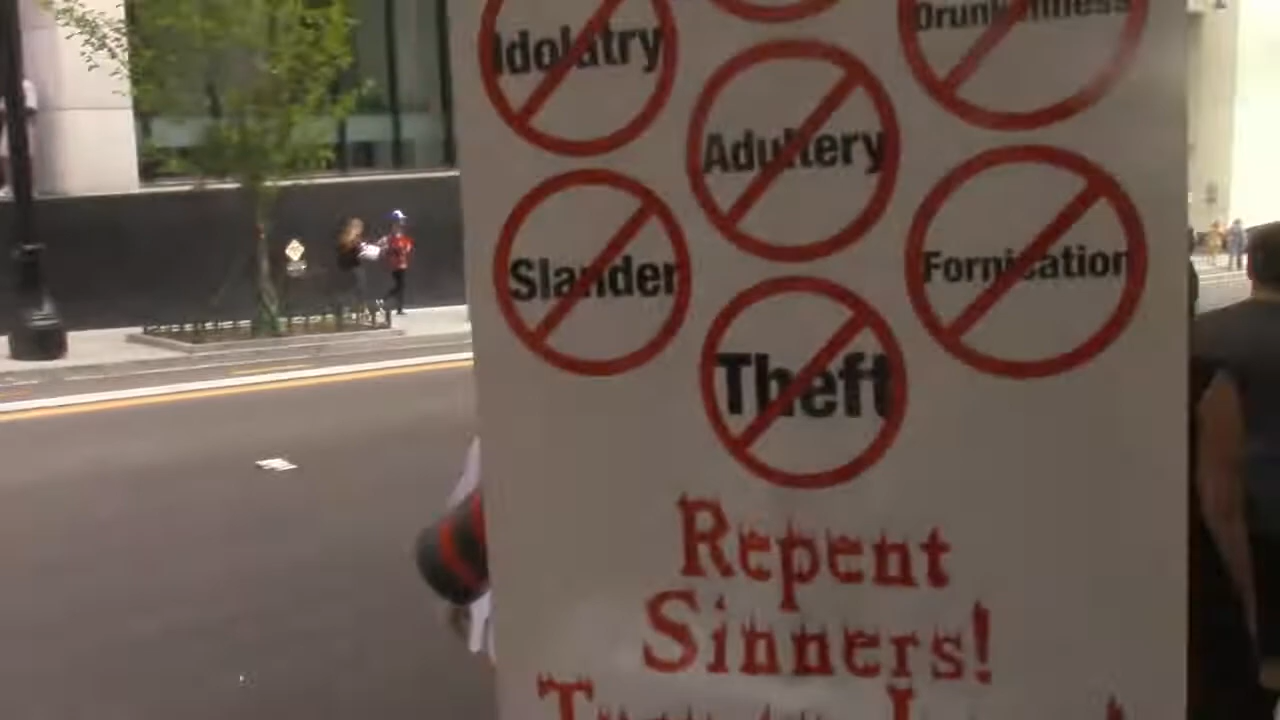 Idolatry
Drunkenness
Adultery
Slander
Fornication
Theft
Repent
Sinners!